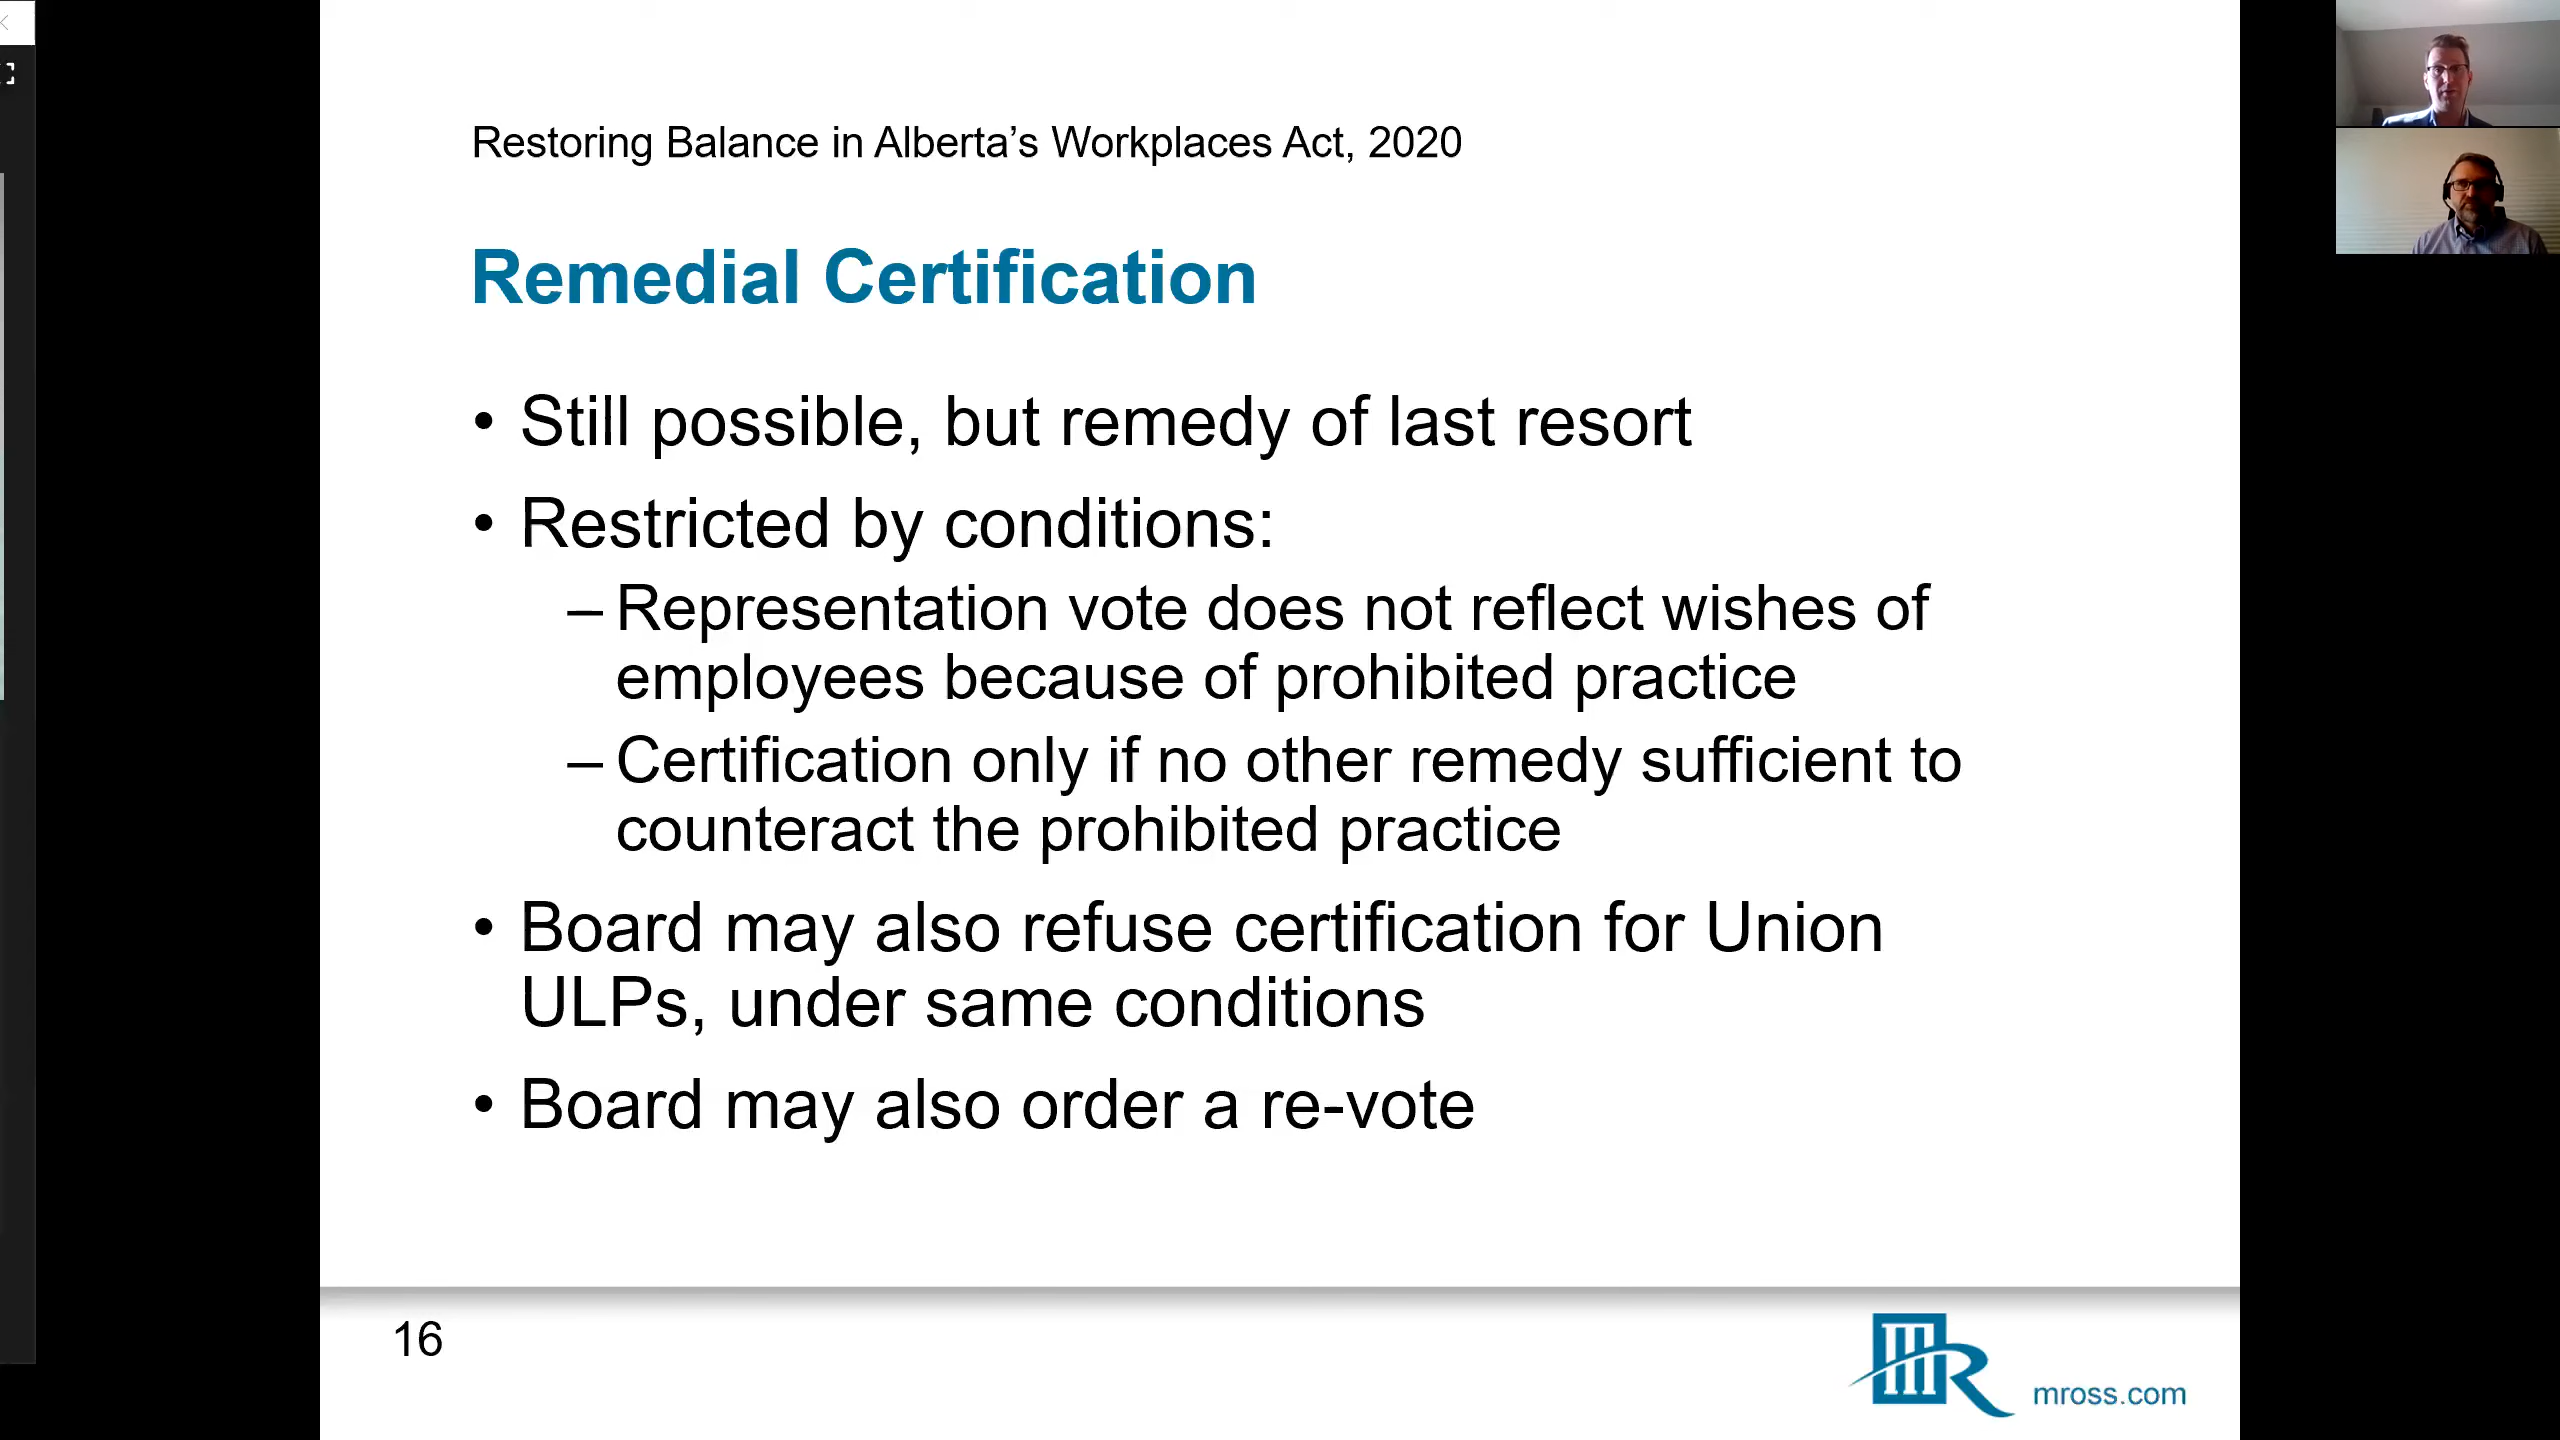 Restoring Balance in Alberta’s Workplaces Act, 2020
Remedial Certification
• Still possible, but remedy of last resort
• Restricted by conditions:
– Representation vote does not reflect wishes of
employees because of prohibited practice
– Certification only if no other remedy sufficient to
counteract the prohibited practice
• Board may also refuse certification for Union
ULPs, under same conditions
• Board may also order a re-vote
16
mross.com